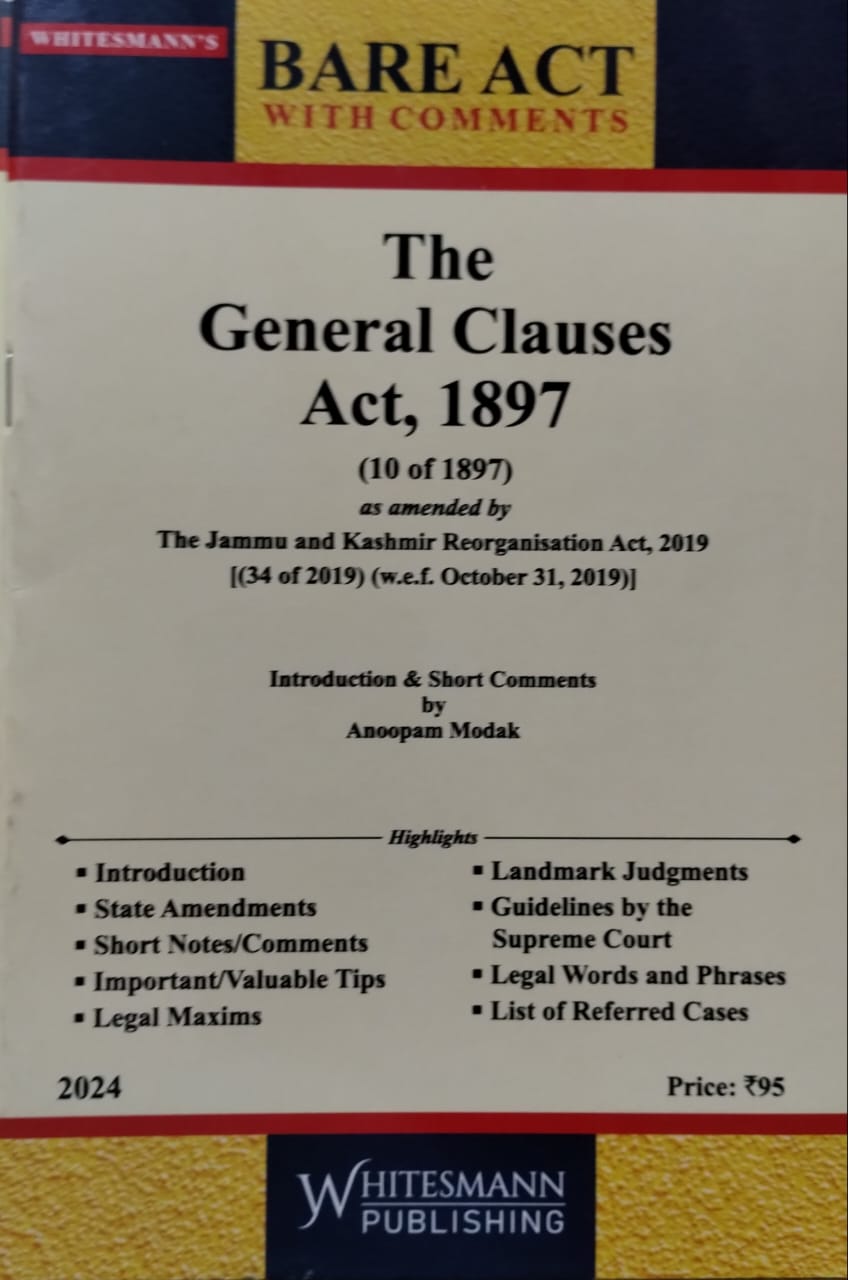 WHITESMANN'S
BARE ACT
WITH COMMENTS
The
General Clauses
Act, 1897
(10 of 1897)
as amended by
The Jammu and Kashmir Reorganisation Act, 2019
[(34 of 2019) (w.e.f. October 31, 2019)]
Introduction & Short Comments
by
Anoopam Modak
Highlights
▪ Introduction
▪ State Amendments
▪ Short Notes/Comments
▪ Important/Valuable Tips
▪ Legal Maxims
▪ Landmark Judgments
▪ Guidelines by the
Supreme Court
▪ Legal Words and Phrases
▪ List of Referred Cases
2024
Price: ₹95
WHITESMANN
PUBLISHING